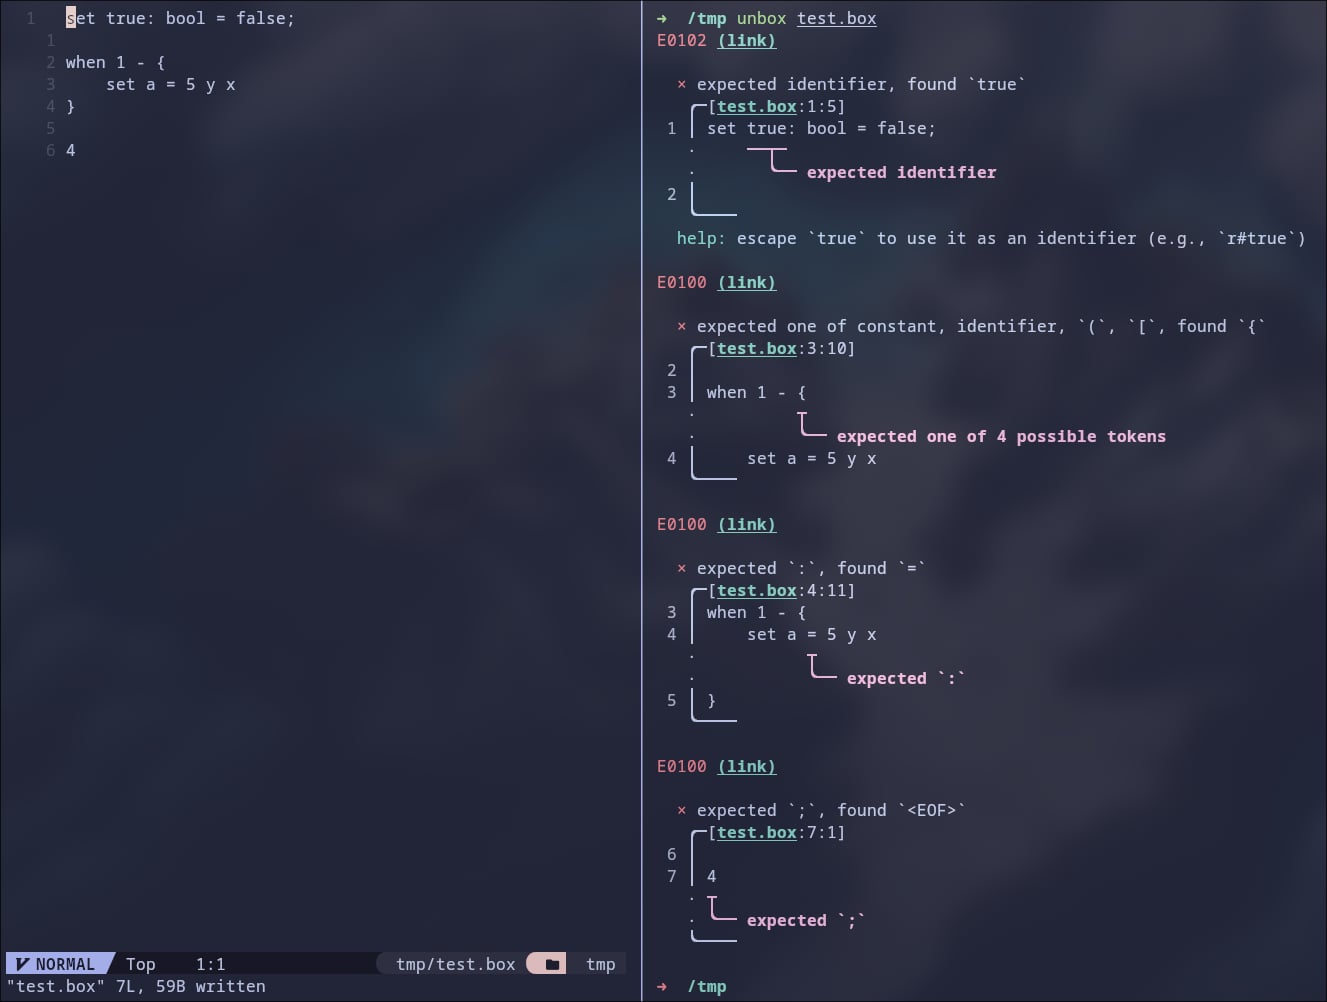 1 set true: bool = false;
1
2 when 1 - {
3     set a = 5 y x
4 }
5
6 4
NORMAL Top 1:1 tmp/test.box tmp
"test.box" 7L, 59B written
➜ /tmp unbox test.box
E0102 (link)
× expected identifier, found `true`
[test.box:1:5]
1 set true: bool = false;
expected identifier
2
help: escape `true` to use it as an identifier (e.g., `r#true`)
E0100 (link)
× expected one of constant, identifier, `(`, `[`, found `{`
[test.box:3:10]
2
3 when 1 - {
expected one of 4 possible tokens
4     set a = 5 y x
E0100 (link)
× expected `:`, found `=`
[test.box:4:11]
3 when 1 - {
4     set a = 5 y x
expected `:`
5 }
E0100 (link)
× expected `;`, found `<EOF>`
[test.box:7:1]
6
7 4
expected `;`
➜ /tmp